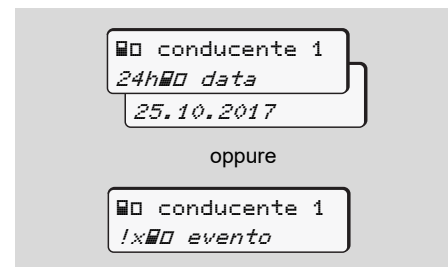 conducente 1
24h data
25.10.2017
oppure
conducente 1
!x evento